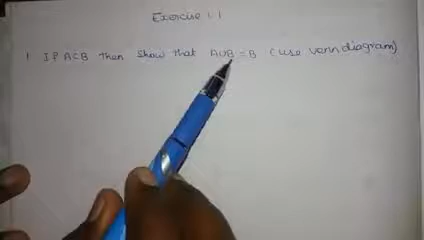 Exercise 1.1
1 If A⊂B Then show that A∪B = B (use venn diagram)